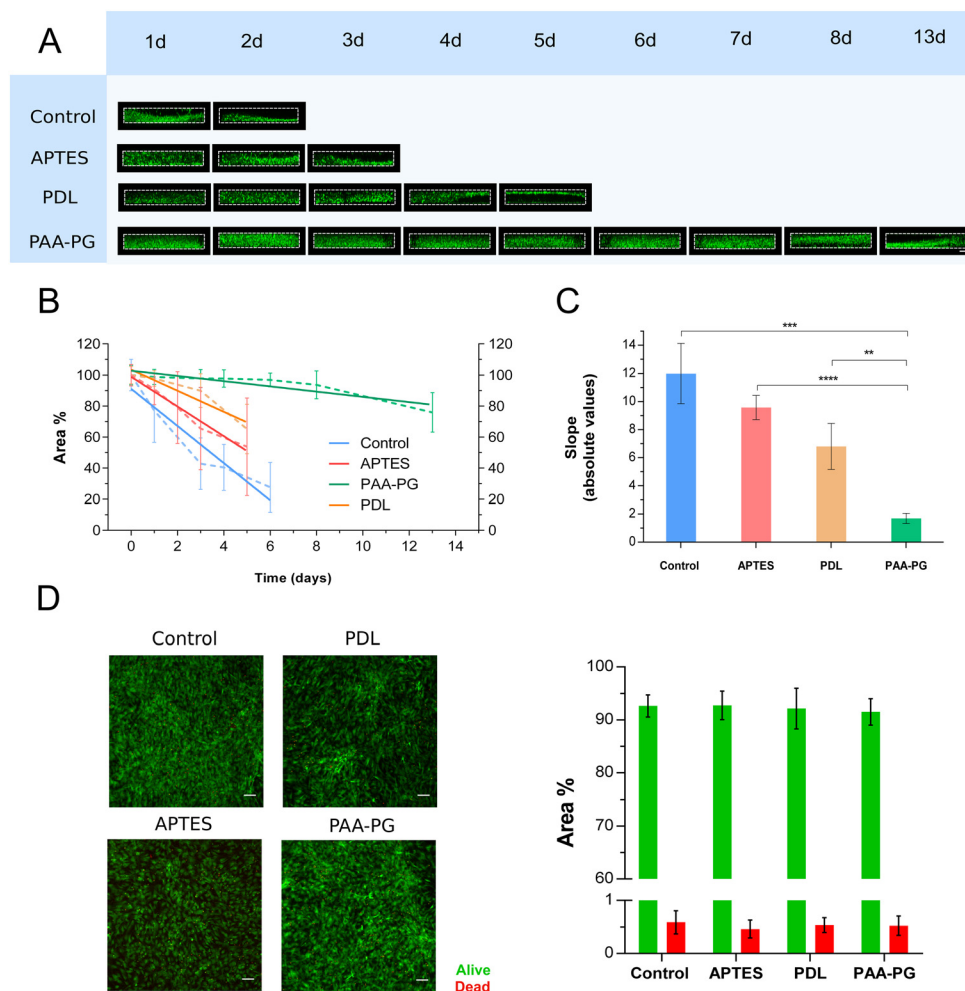 A
1d 2d 3d 4d 5d 6d 7d 8d 13d
Control
APTES
PDL
PAA-PG
B
120
100
80
60
40
20
0
Area %
120
100
80
60
40
20
0
Control
APTES
PAA-PG
PDL
0 2 4 6 8 10 12 14
Time (days)
C
***
**
****
14
12
10
8
6
4
2
0
Slope
(absolute values)
Control APTES PDL PAA-PG
D
Control PDL
APTES PAA-PG
Alive
Dead
100
90
80
70
60
1
0
Area %
Control APTES PDL PAA-PG